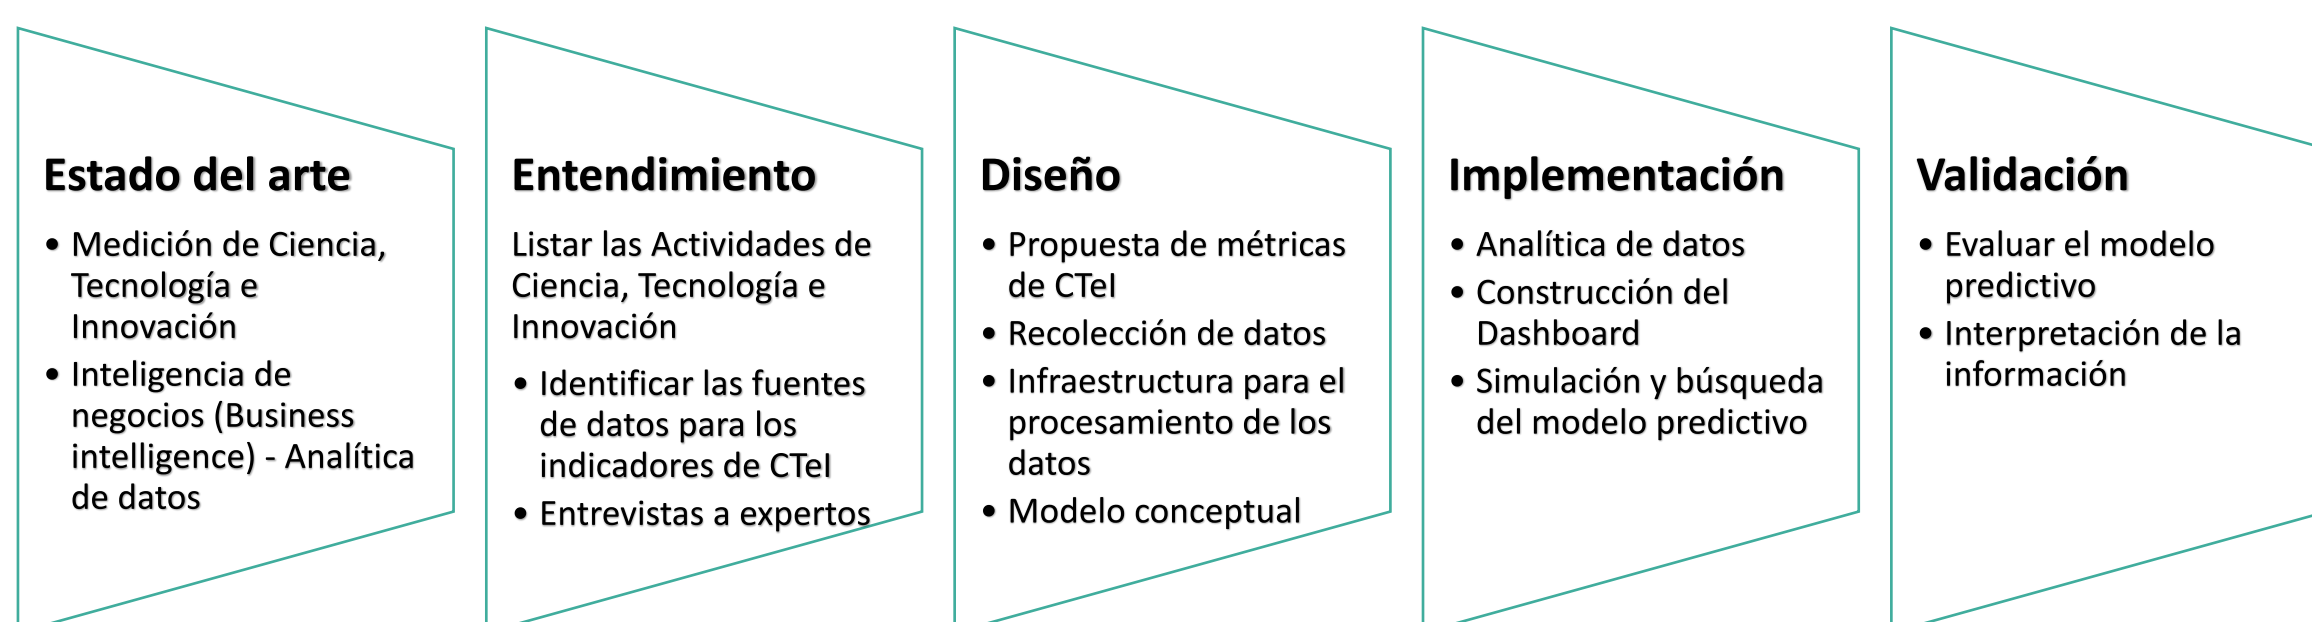 Estado del arte
• Medición de Ciencia,
Tecnología e
Innovación
• Inteligencia de
negocios (Business
intelligence) - Analítica
de datos
Entendimiento
Listar las Actividades de
Ciencia, Tecnología e
Innovación
• Identificar las fuentes
de datos para los
indicadores de CTeI
• Entrevistas a expertos
Diseño
• Propuesta de métricas
de CTeI
• Recolección de datos
• Infraestructura para el
procesamiento de los
datos
• Modelo conceptual
Implementación
• Analítica de datos
• Construcción del
Dashboard
• Simulación y búsqueda
del modelo predictivo
Validación
• Evaluar el modelo
predictivo
• Interpretación de la
información